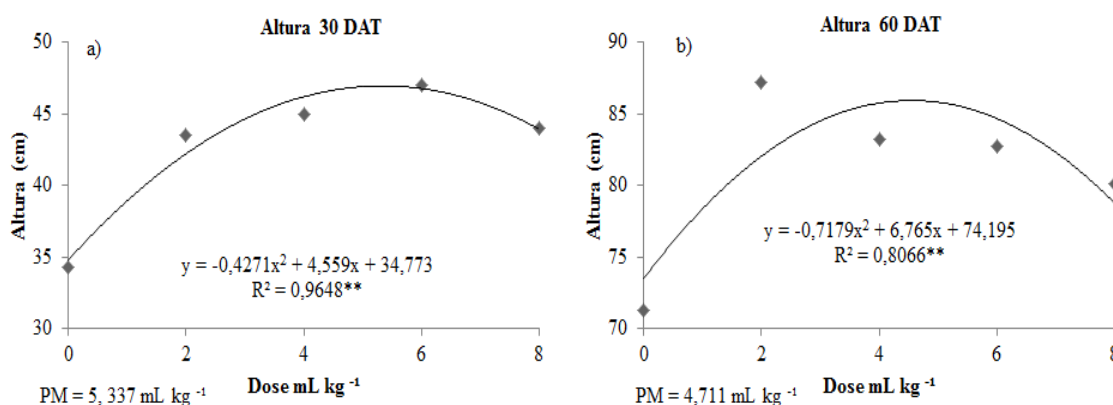 Altura 30 DAT
a)
50
45
40
35
30
Altura (cm)
y = -0,4271x² + 4,559x + 34,773
R² = 0,9648**
0 2 4 6 8
Dose mL kg ⁻¹
PM = 5, 337 mL kg ⁻¹
Altura 60 DAT
b)
90
85
80
75
70
Altura (cm)
y = -0,7179x² + 6,765x + 74,195
R² = 0,8066**
0 2 4 6 8
Dose mL kg ⁻¹
PM = 4,711 mL kg ⁻¹